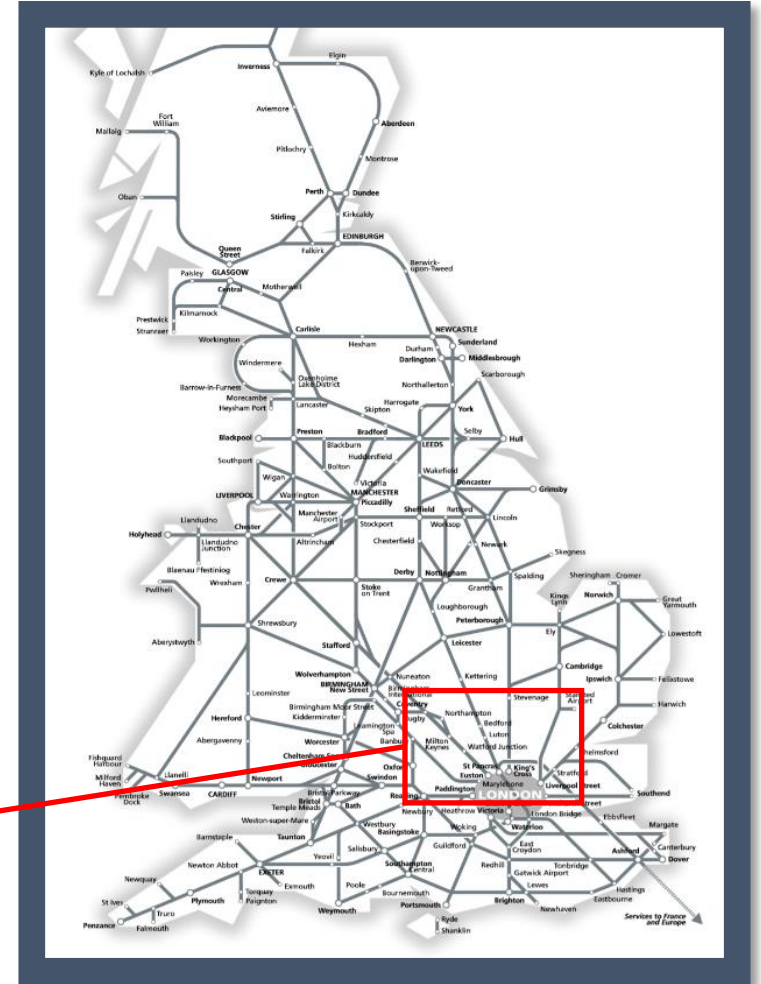 Elgin
Inverness
Kyle of Lochalsh
Aviemore
Fort
William
Aberdeen
Mallaig
Pitlochry
Montrose
Perth
Dundee
Oban
Stirling
Kirkcaldy
EDINBURGH
Queen
Street
Falkirk
Berwick-
upon-Tweed
Paisley
GLASGOW
Central
Motherwell
Prestwick
Kilmarnock
Stranraer
Carlisle
NEWCASTLE
Workington
Hexham
Sunderland
Durham
Darlington
Middlesbrough
Windermere
Oxenholme
Lake District
Scarborough
Barrow-in-Furness
Northallerton
Morecambe
Lancaster
Harrogate
York
Heysham Port
Skipton
Blackpool
Preston
Bradford
Selby
Hull
Blackburn
LEEDS
Southport
Huddersfield
Bolton
Wakefield
Wigan
Victoria
Doncaster
MANCHESTER
Grimsby
LIVERPOOL
Warrington
Piccadilly
Manchester
Airport
Sheffield
Retford
Llandudno
Chester
Stockport
Worksop
Lincoln
Holyhead
Llandudno
Junction
Altrincham
Chesterfield
Newark
Skegness
Blaenau Ffestiniog
Derby
Nottingham
Spalding
Sheringham
Cromer
Pwllheli
Wrexham
Crewe
Stoke
on Trent
Grantham
Kings
Lynn
Norwich
Great
Yarmouth
Loughborough
Shrewsbury
Peterborough
Ely
Lowestoft
Aberystwyth
Stafford
Leicester
Wolverhampton
Nuneaton
Kettering
Cambridge
BIRMINGHAM
New Street
Birmingham
International
Ipswich
Felixstowe
Leominster
Coventry
Stevenage
Stansted
Airport
Birmingham Moor Street
Rugby
Northampton
Harwich
Hereford
Kidderminster
Leamington
Spa
Bedford
Colchester
Abergavenny
Worcester
Banbury
Milton
Keynes
Luton
Watford Junction
Chelmsford
Fishguard
Harbour
Cheltenham Spa
Gloucester
Oxford
St Pancras
King's
Cross
Stratford
Milford
Haven
Llanelli
Newport
Swindon
Euston
Marylebone
Liverpool Street
Pembroke
Dock
Swansea
CARDIFF
Bristol Parkway
Reading
Paddington
LONDON
Street
Southend
Bristol
Temple Meads
Bath
Newbury
Heathrow
Victoria
London Bridge
Ebbsfleet
Weston-super-Mare
Westbury
Waterloo
Margate
Barnstaple
Taunton
Basingstoke
Woking
East
Croydon
Canterbury
Salisbury
Guildford
Ashford
Dover
Newton Abbot
Yeovil
Redhill
Tonbridge
Newquay
EXETER
Southampton
Central
Gatwick Airport
Exmouth
Poole
Lewes
Hastings
St Ives
Plymouth
Torquay
Paignton
Bournemouth
Eastbourne
Truro
Weymouth
Portsmouth
Brighton
Newhaven
Penzance
Falmouth
Ryde
Shanklin
Services to France
and Europe